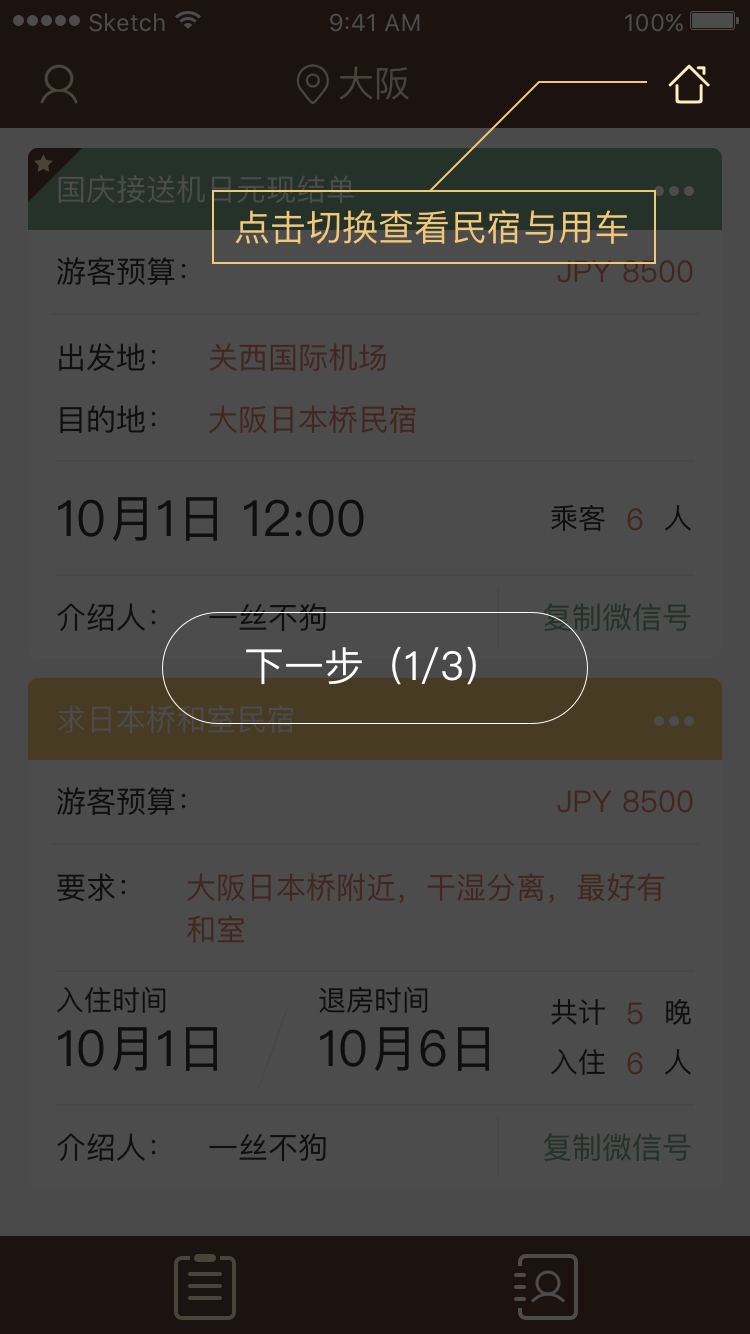 Sketch 9:41 AM 100%
大阪
国庆接送机日元现结单
点击切换查看民宿与用车
游客预算： JPY 8500
出发地： 关西国际机场
目的地： 大阪日本桥民宿
10月1日 12:00 乘客 6 人
介绍人： 一丝不狗 复制微信号
下一步（1/3）
求日本桥和室民宿
游客预算： JPY 8500
要求： 大阪日本桥附近，干湿分离，最好有
和室
入住时间 退房时间 共计 5 晚
10月1日 10月6日 入住 6 人
介绍人： 一丝不狗 复制微信号